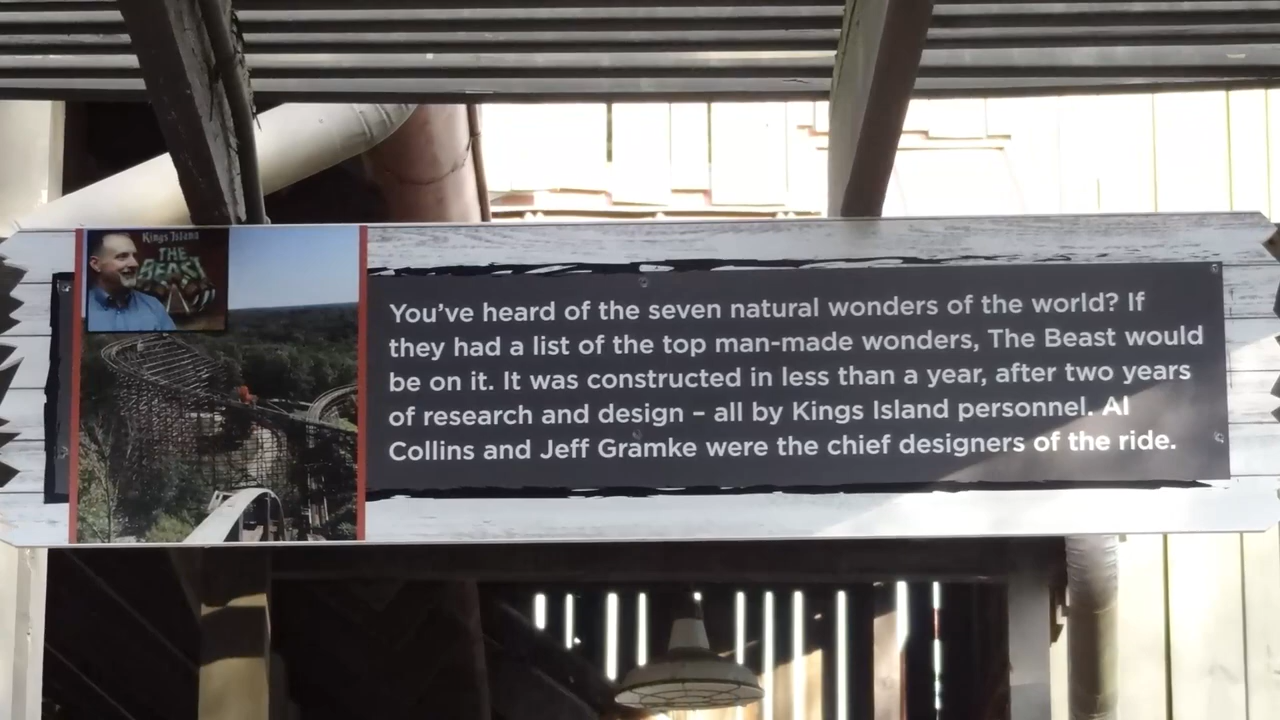 Kings Island
THE
BEAST
You've heard of the seven natural wonders of the world? If
they had a list of the top man-made wonders, The Beast would
be on it. It was constructed in less than a year, after two years
of research and design – all by Kings Island personnel. Al
Collins and Jeff Gramke were the chief designers of the ride.